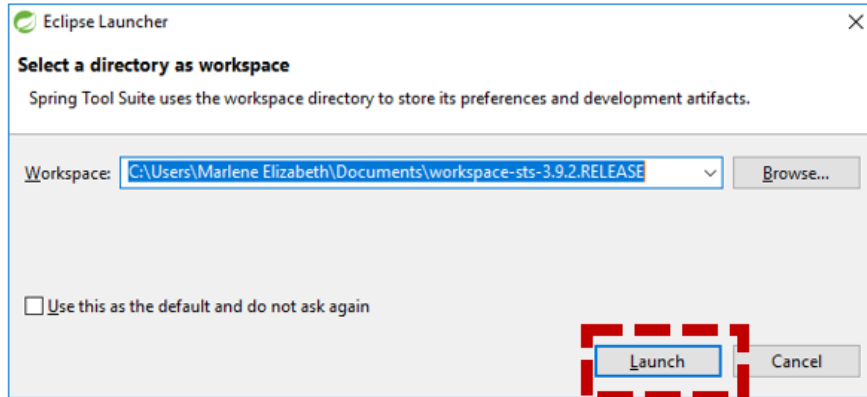 Eclipse Launcher
Select a directory as workspace
Spring Tool Suite uses the workspace directory to store its preferences and development artifacts.
Workspace: C:\Users\Marlene Elizabeth\Documents\workspace-sts-3.9.2.RELEASE Browse...
Use this as the default and do not ask again
Launch Cancel